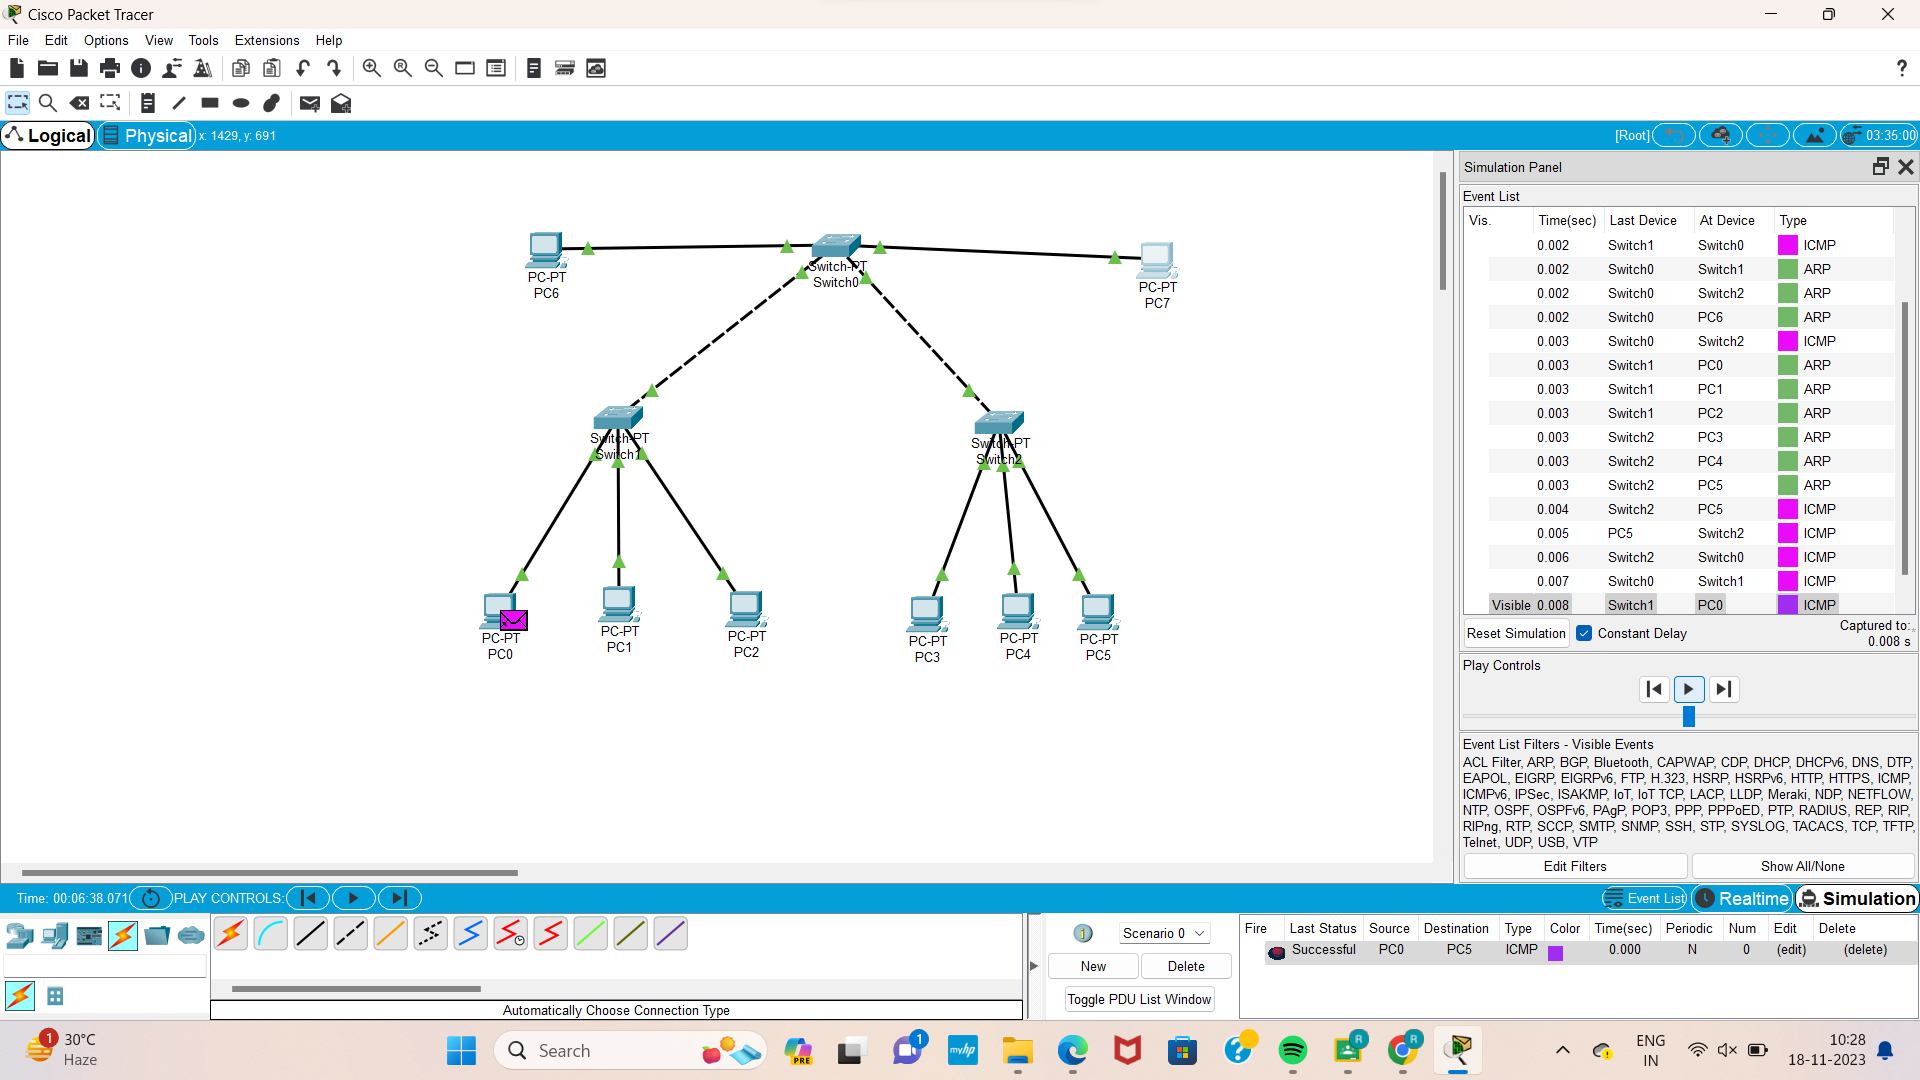 Cisco Packet Tracer
File Edit Options View Tools Extensions Help
Logical Physical x: 1429, y: 691 [Root] 03:35:00
PC-PT
PC6
Switch-PT
Switch0
PC-PT
PC7
Switch-PT
Switch1
Switch-PT
Switch2
PC-PT
PC0
PC-PT
PC1
PC-PT
PC2
PC-PT
PC3
PC-PT
PC4
PC-PT
PC5
Simulation Panel
Event List
Vis. Time(sec) Last Device At Device Type
0.002 Switch1 Switch0 ICMP
0.002 Switch0 Switch1 ARP
0.002 Switch0 Switch2 ARP
0.002 Switch0 PC6 ARP
0.003 Switch0 Switch2 ICMP
0.003 Switch1 PC0 ARP
0.003 Switch1 PC1 ARP
0.003 Switch1 PC2 ARP
0.003 Switch2 PC3 ARP
0.003 Switch2 PC4 ARP
0.003 Switch2 PC5 ARP
0.004 Switch2 PC5 ICMP
0.005 PC5 Switch2 ICMP
0.006 Switch2 Switch0 ICMP
0.007 Switch0 Switch1 ICMP
Visible 0.008 Switch1 PC0 ICMP
Reset Simulation Constant Delay Captured to:
0.008 s
Play Controls
Event List Filters - Visible Events
ACL Filter, ARP, BGP, Bluetooth, CAPWAP, CDP, DHCP, DHCPv6, DNS, DTP,
EAPOL, EIGRP, EIGRPv6, FTP, H.323, HSRP, HSRPv6, HTTP, HTTPS, ICMP,
ICMPv6, IPSec, ISAKMP, IoT, IoT TCP, LACP, LLDP, Meraki, NDP, NETFLOW,
NTP, OSPF, OSPFv6, PAgP, POP3, PPP, PPPoED, PTP, RADIUS, REP, RIP,
RIPng, RTP, SCCP, SMTP, SNMP, SSH, STP, SYSLOG, TACACS, TCP, TFTP,
Telnet, UDP, USB, VTP
Edit Filters Show All/None
Time: 00:06:38.071 PLAY CONTROLS: Event List Realtime Simulation
Automatically Choose Connection Type
1 Scenario 0
New Delete
Toggle PDU List Window
Fire Last Status Source Destination Type Color Time(sec) Periodic Num Edit Delete
Successful PC0 PC5 ICMP 0.000 N 0 (edit) (delete)
1 30°C
Haze
Search
PRE
1
myhp
R
R
ENG
IN
10:28
18-11-2023